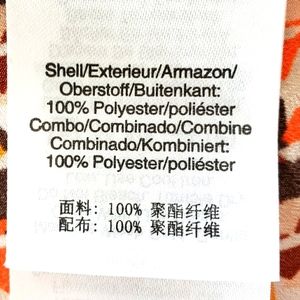 Shell/Exterieur/Armazon/
Oberstoff/Buitenkant:
100% Polyester/poliéster
Combo/Combinado/Combine
Combinado/Kombiniert:
100% Polyester/poliéster
面料: 100% 聚酯纤维
配布: 100% 聚酯纤维